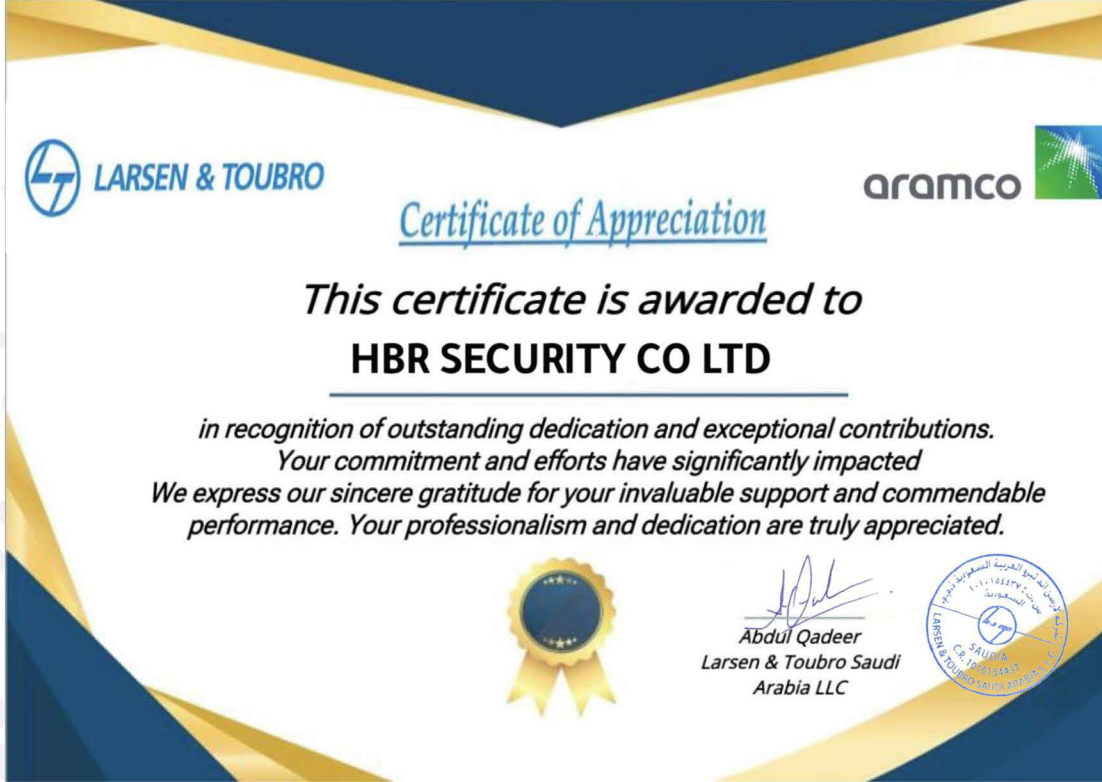 LARSEN & TOUBRO
aramco
Certificate of Appreciation
This certificate is awarded to
HBR SECURITY CO LTD
in recognition of outstanding dedication and exceptional contributions.
Your commitment and efforts have significantly impacted
We express our sincere gratitude for your invaluable support and commendable
performance. Your professionalism and dedication are truly appreciated.
Abdul Qadeer
Larsen & Toubro Saudi
Arabia LLC
السعودية
SAUDIA
C.R. 1010154437
LARSEN & TOUBRO SAUDI ARABIA L.L.C.